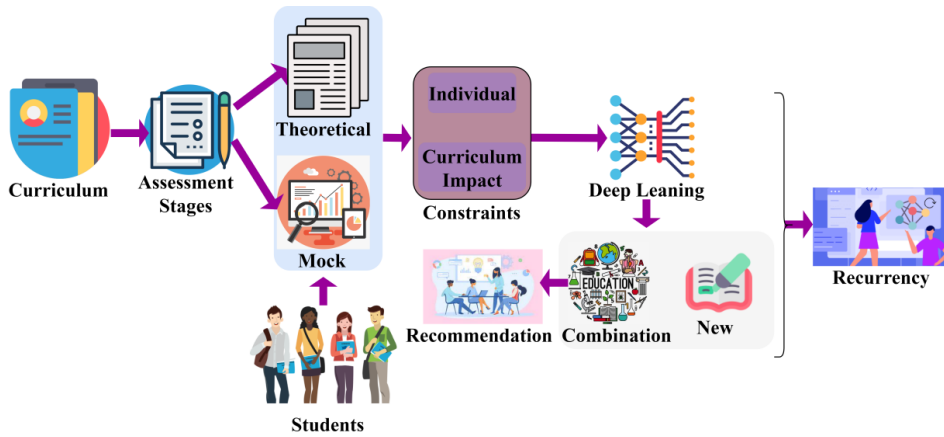 Curriculum
Assessment
Stages
Theoretical
Mock
Students
Individual
Curriculum
Impact
Constraints
Deep Leaning
EDUCATION
Combination
New
Recommendation
Recurrency